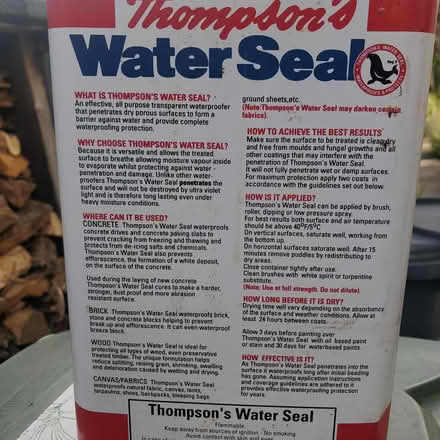 Thompson's
Water Seal
WHAT IS THOMPSON'S WATER SEAL?
An effective, all purpose transparent waterproofer
that penetrates dry porous surfaces to form a
barrier against water and provide complete
waterproofing protection.
WHY CHOOSE THOMPSON'S WATER SEAL?
Because it is versatile and allows the treated
surface to breathe allowing moisture vapour inside
to evaporate whilst protecting against water
penetration and damage. Unlike other water-
proofers Thompson's Water Seal penetrates the
surface and will not be destroyed by ultra violet
light and is therefore long lasting even under
heavy moisture conditions.
WHERE CAN IT BE USED?
CONCRETE. Thompson's Water Seal waterproofs
concrete drives and concrete paving slabs to
prevent cracking from freezing and thawing and
protects from de-icing salts and chemicals.
Thompson's Water Seal also prevents
efflorescence, the formation of a white deposit,
on the surface of the concrete.
Used during the laying of new concrete
Thompson's Water Seal cures to make a harder,
stronger, dust proof and more abrasion
resistant surface.
BRICK Thompson's Water Seal waterproofs brick,
stone and concrete blocks helping to prevent
break up and efflorescence. It can even waterproof
breeze block.
WOOD Thompson's Water Seal is ideal for
protecting all types of wood, even preservative
treated timber. The unique formulation helps
reduce splitting, raising grain, shrinking, swelling
and deterioration caused by wetting and drying.
CANVAS/FABRICS Thompson's Water Seal
waterproofs natural fabric, canvas, tents,
tarpaulins, shoes, backpacks, sleeping bags
ground sheets,etc.
(Note:Thompson's Water Seal may darken certain
fabrics).
HOW TO ACHIEVE THE BEST RESULTS
Make sure the surface to be treated is clean, dry
and free from moulds and fungal growths and all
other coatings that may interfere with the
penetration of Thompson's Water Seal.
It will not fully penetrate wet or damp surfaces.
For maximum protection apply two coats in
accordance with the guidelines set out below.
HOW IS IT APPLIED?
Thompson's Water Seal can be applied by brush,
roller, dipping or low pressure spray.
For best results both surface and air temperature
should be above 40°F/5°C
On vertical surfaces, saturate well, working from
the bottom up.
On horizontal surfaces saturate well. After 15
minutes remove puddles by redistributing to
dry areas.
Close container tightly after use.
Clean brushes with white spirit or turpentine
substitute.
(Note: Use at full strength. Do not dilute).
HOW LONG BEFORE IT IS DRY?
Drying time will vary depending on the absorbency
of the surface and weather conditions. Allow at
least 24 hours between coats.
Allow 3 days before painting over
Thompson's Water Seal with oil based paint
or stain and 30 days for waterbased paints
HOW EFFECTIVE IS IT?
As Thompson's Water Seal penetrates into the
surface it waterproofs long after initial beading
has gone. Assuming application instructions
and coverage guidelines are adhered to it
provides effective waterproofing protection
for years.
Thompson's Water Seal
Flammable.
Keep away from sources of ignition - No smoking
Avoid contact with skin and eyes